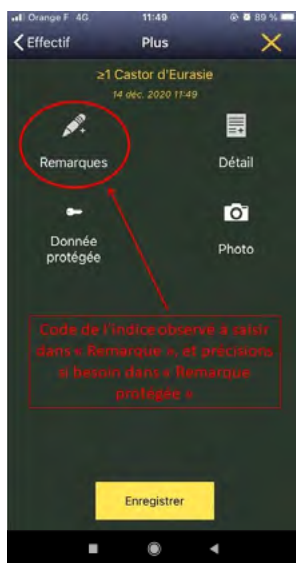 Orange F 4G 11:49 89 %
Effectif Plus
≥1 Castor d'Eurasie
14 déc. 2020 11:49
Remarques Détail
Donnée
protégée
Photo
Code de l'indice observé à saisir
dans « Remarque », et précisions
si besoin dans « Remarque
protégée »
Enregistrer